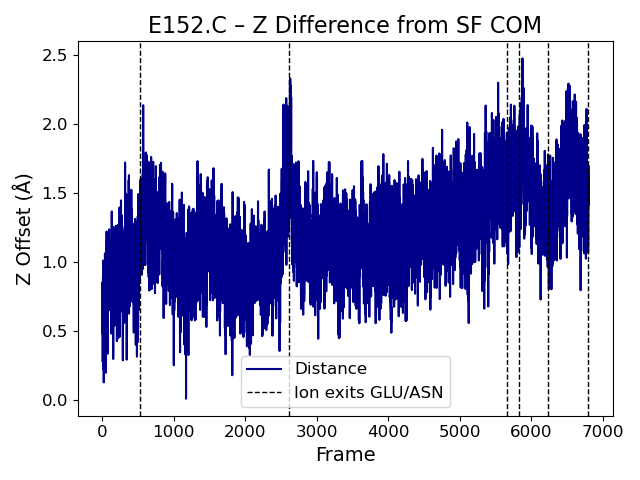 E152.C – Z Difference from SF COM
Z Offset (Å)
2.5
2.0
1.5
1.0
0.5
0.0
Distance
Ion exits GLU/ASN
0 1000 2000 3000 4000 5000 6000 7000
Frame